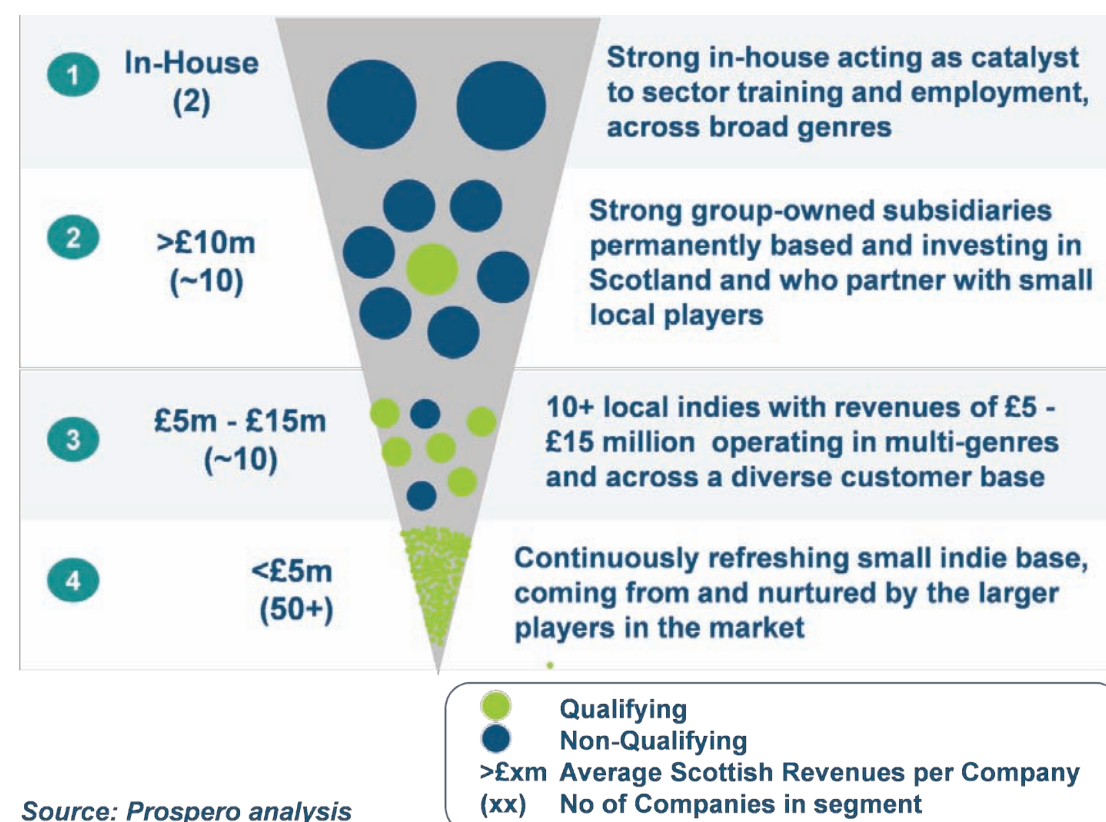 1
In-House
(2)
Strong in-house acting as catalyst
to sector training and employment,
across broad genres
2
>£10m
(~10)
Strong group-owned subsidiaries
permanently based and investing in
Scotland and who partner with small
local players
3
£5m - £15m
(~10)
10+ local indies with revenues of £5 -
£15 million operating in multi-genres
and across a diverse customer base
4
<£5m
(50+)
Continuously refreshing small indie base,
coming from and nurtured by the larger
players in the market
Qualifying
Non-Qualifying
>£xm Average Scottish Revenues per Company
(xx) No of Companies in segment
Source: Prospero analysis